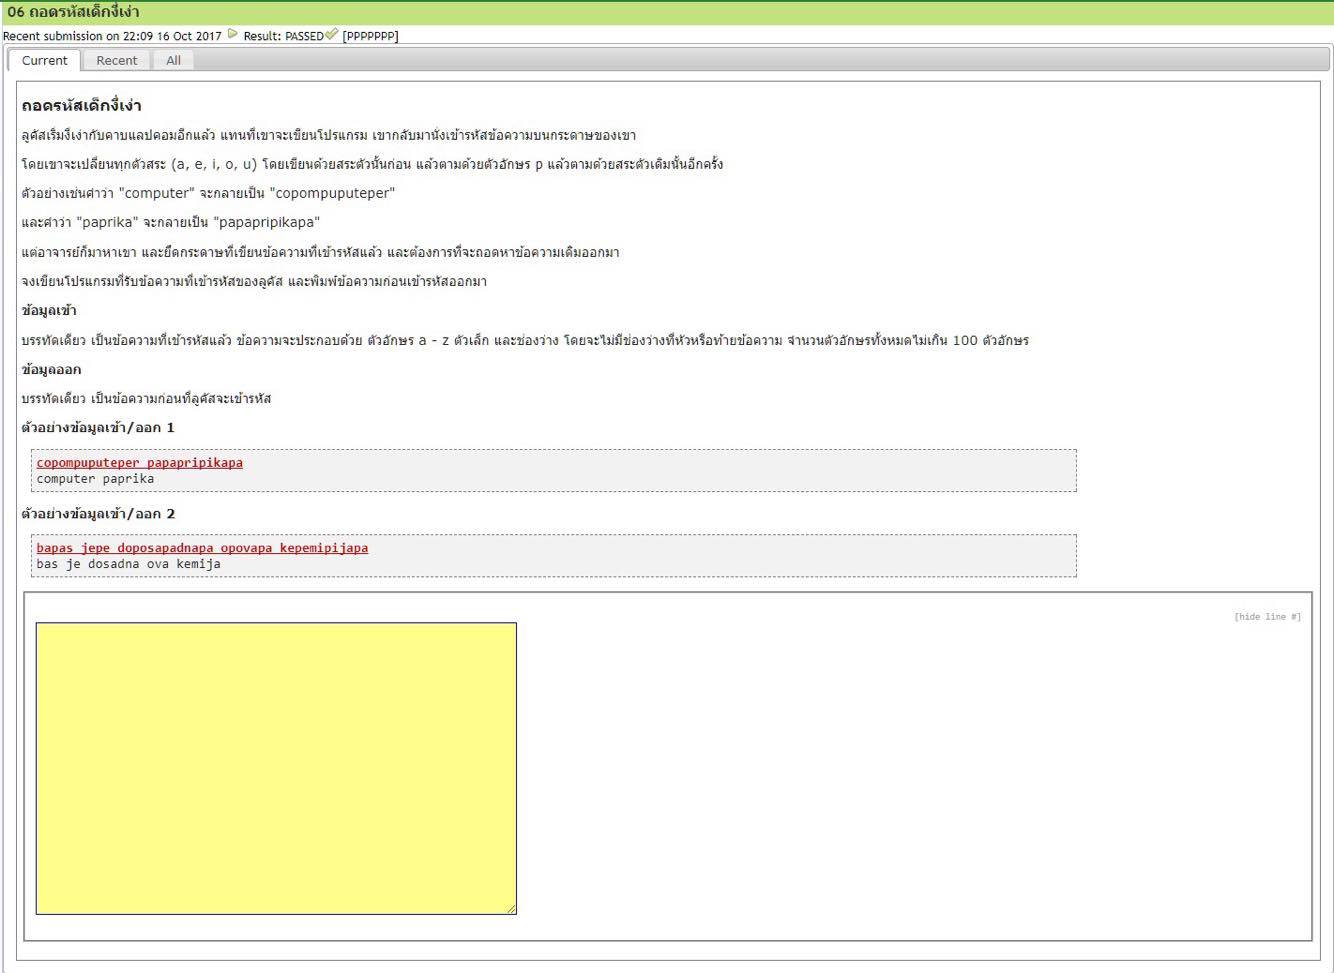 06 ถอดรหัสเด็กงี่เง่า
Recent submission on 22:09 16 Oct 2017 Result: PASSED [PPPPPPP]
Current Recent All
ถอดรหัสเด็กงี่เง่า
ลูคัสเริ่มงี่เง่ากับคาบแลปคอมอีกแล้ว แทนที่เขาจะเขียนโปรแกรม เขากลับมานั่งเข้ารหัสข้อความบนกระดาษของเขา
โดยเขาจะเปลี่ยนทุกตัวสระ (a, e, i, o, u) โดยเขียนด้วยสระตัวนั้นก่อน แล้วตามด้วยตัวอักษร p แล้วตามด้วยสระตัวเดิมนั้นอีกครั้ง
ตัวอย่างเช่นคำว่า "computer" จะกลายเป็น "copompuputeper"
และคำว่า "paprika" จะกลายเป็น "papapripikapa"
แต่อาจารย์ก็มาหาเขา และยึดกระดาษที่เขียนข้อความที่เข้ารหัสแล้ว และต้องการที่จะถอดหาข้อความเดิมออกมา
จงเขียนโปรแกรมที่รับข้อความที่เข้ารหัสของลูคัส และพิมพ์ข้อความก่อนเข้ารหัสออกมา
ข้อมูลเข้า
บรรทัดเดียว เป็นข้อความที่เข้ารหัสแล้ว ข้อความจะประกอบด้วย ตัวอักษร a - z ตัวเล็ก และช่องว่าง โดยจะไม่มีช่องว่างที่หัวหรือท้ายข้อความ จำนวนตัวอักษรทั้งหมดไม่เกิน 100 ตัวอักษร
ข้อมูลออก
บรรทัดเดียว เป็นข้อความก่อนที่ลูคัสจะเข้ารหัส
ตัวอย่างข้อมูลเข้า/ออก 1
copompuputeper papapripikapa
computer paprika
ตัวอย่างข้อมูลเข้า/ออก 2
bapas jepe doposapadnapa opovapa kepemipijapa
bas je dosadna ova kemija
[hide line #]